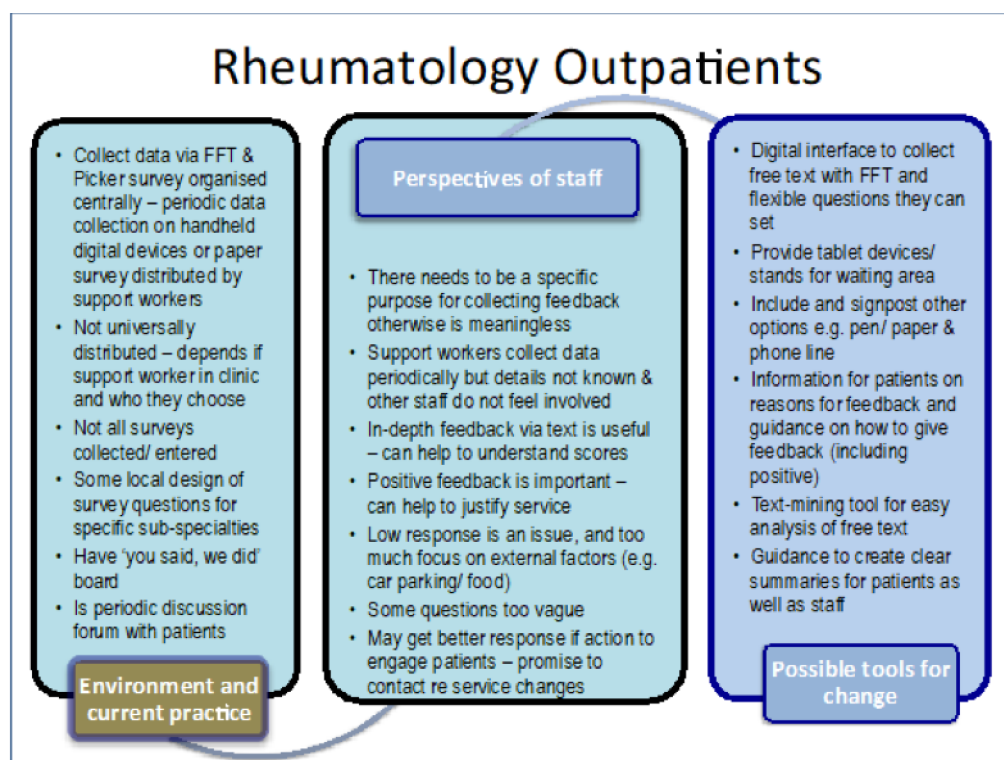 Rheumatology Outpatients
• Collect data via FFT &
Picker survey organised
centrally – periodic data
collection on handheld
digital devices or paper
survey distributed by
support workers
• Not universally
distributed – depends if
support worker in clinic
and who they choose
• Not all surveys
collected/ entered
• Some local design of
survey questions for
specific sub-specialties
• Have ‘you said, we did’
board
• Is periodic discussion
forum with patients
Environment and
current practice
Perspectives of staff
• There needs to be a specific
purpose for collecting feedback
otherwise is meaningless
• Support workers collect data
periodically but details not known &
other staff do not feel involved
• In-depth feedback via text is useful
– can help to understand scores
• Positive feedback is important –
can help to justify service
• Low response is an issue, and too
much focus on external factors (e.g.
car parking/ food)
• Some questions too vague
• May get better response if action to
engage patients – promise to
contact re service changes
• Digital interface to collect
free text with FFT and
flexible questions they can
set
• Provide tablet devices/
stands for waiting area
• Include and signpost other
options e.g. pen/ paper &
phone line
• Information for patients on
reasons for feedback and
guidance on how to give
feedback (including
positive)
• Text-mining tool for easy
analysis of free text
• Guidance to create clear
summaries for patients as
well as staff
Possible tools for
change